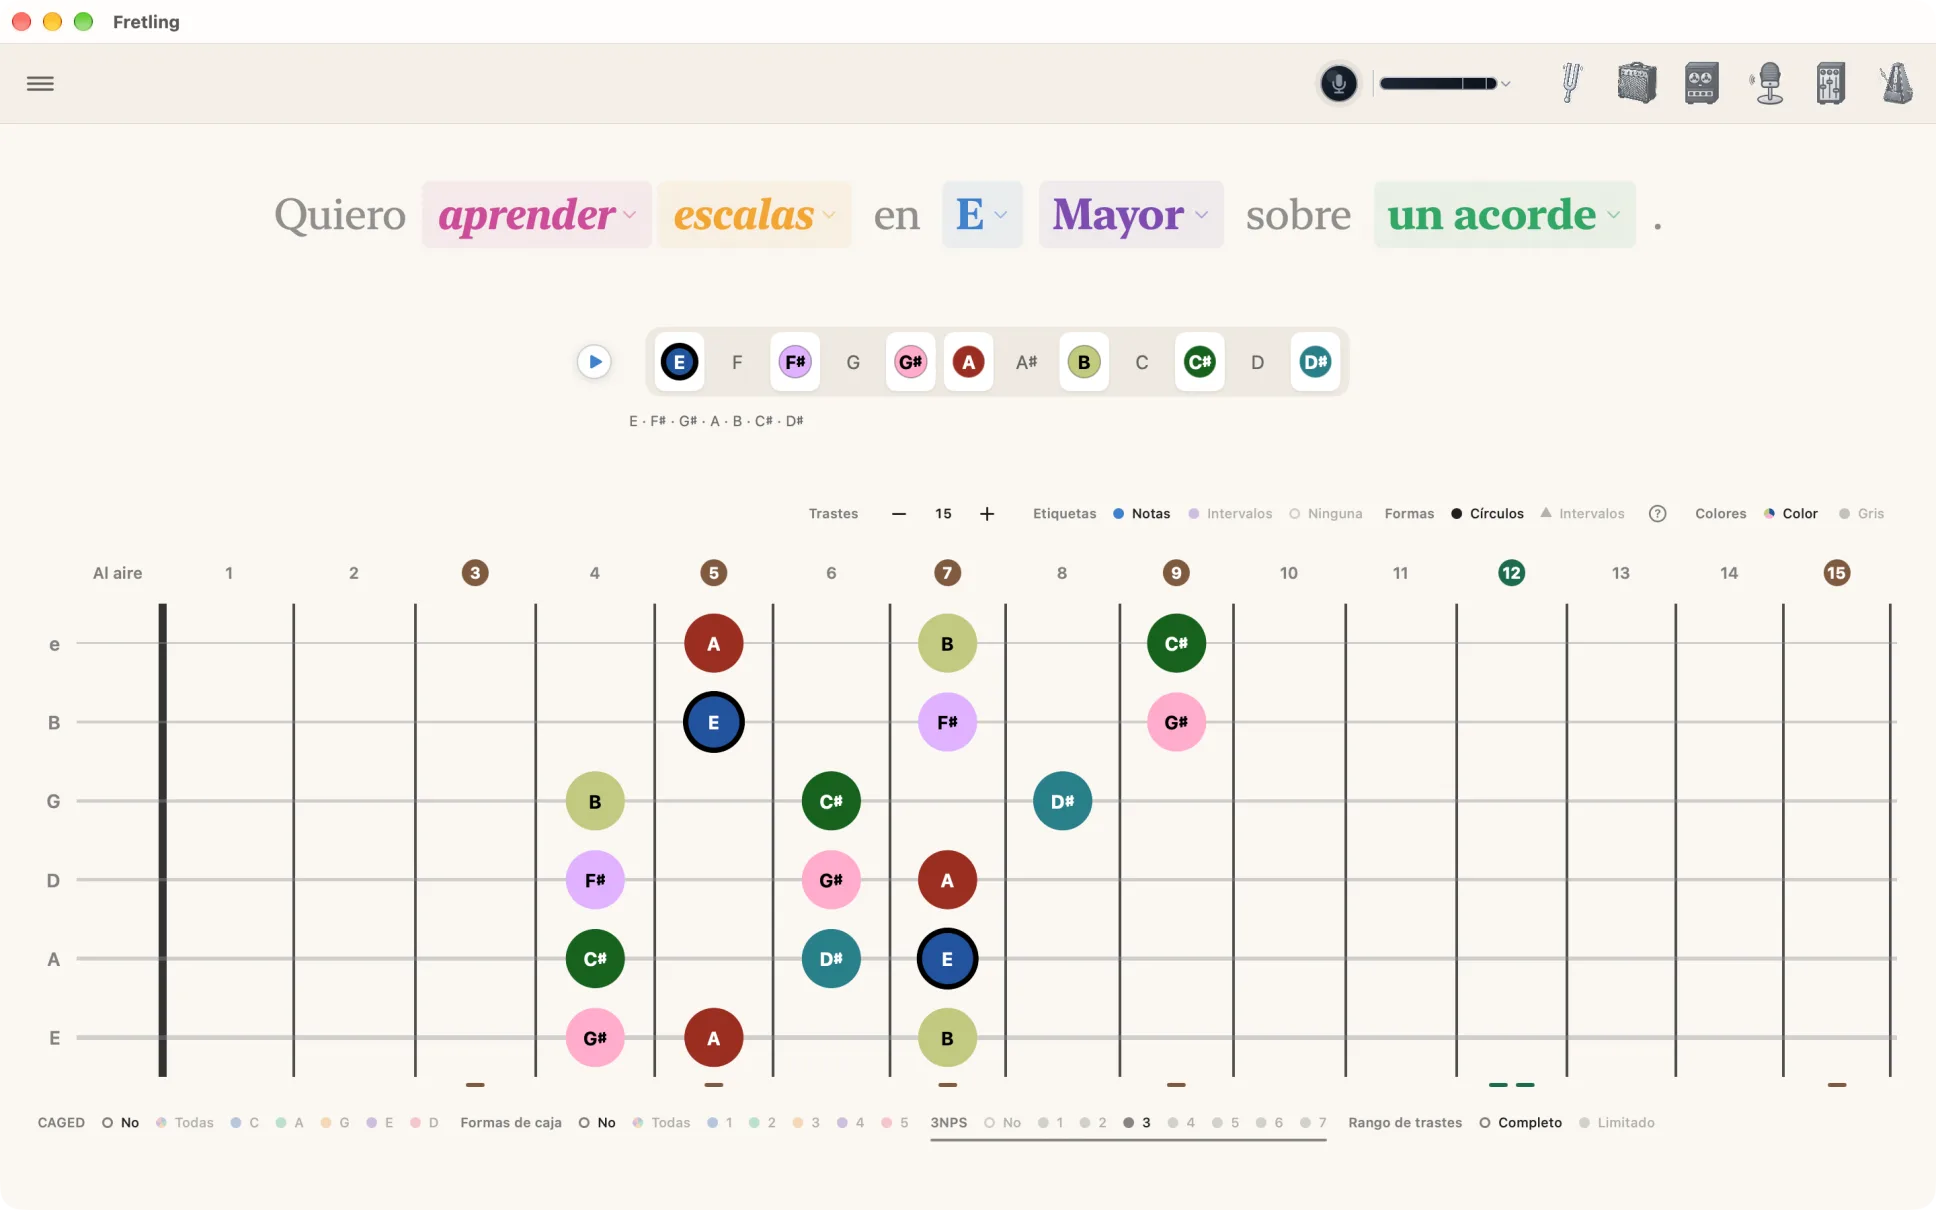 Fretling
Quiero aprender escalas en E Mayor sobre un acorde .
E F F# G G# A A# B C C# D D#
E · F# · G# · A · B · C# · D#
Trastes − 15 + Etiquetas Notas Intervalos Ninguna Formas Círculos Intervalos ? Colores Color Gris
Al aire 1 2 3 4 5 6 7 8 9 10 11 12 13 14 15
e A B C#
B E F# G#
G B C# D#
D F# G# A
A C# D# E
E G# A B
CAGED No Todas C A G E D Formas de caja No Todas 1 2 3 4 5 3NPS No 1 2 3 4 5 6 7 Rango de trastes Completo Limitado